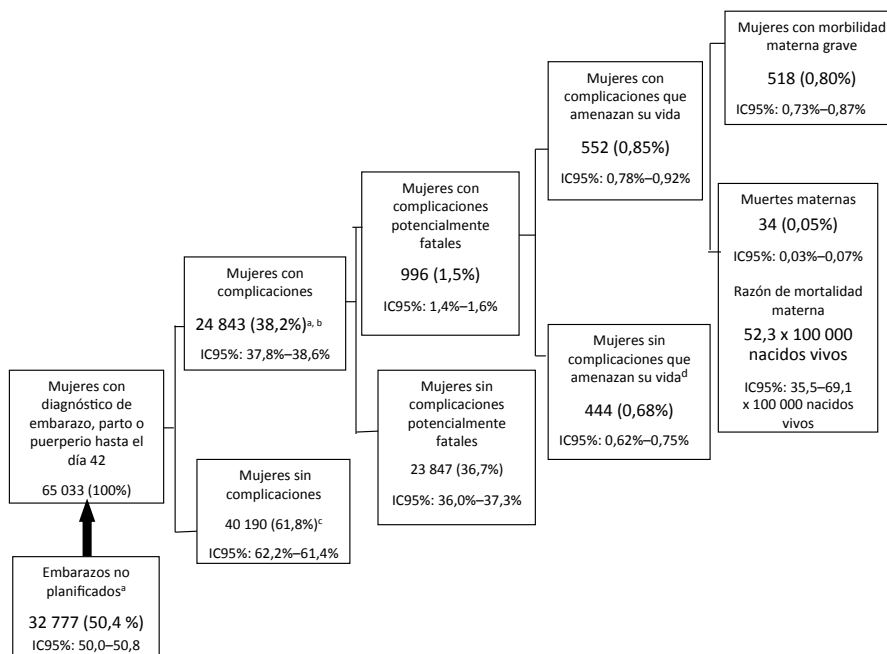 Mujeres con
diagnóstico de
embarazo, parto o
puerperio hasta el
día 42
65 033 (100%)
Embarazos no
planificadosᵃ
32 777 (50,4 %)
IC95%: 50,0–50,8
Mujeres con
complicaciones
24 843 (38,2%)ᵃ, ᵇ
IC95%: 37,8%–38,6%
Mujeres sin
complicaciones
40 190 (61,8%)ᶜ
IC95%: 62,2%–61,4%
Mujeres con
complicaciones
potencialmente
fatales
996 (1,5%)
IC95%: 1,4%–1,6%
Mujeres sin
complicaciones
potencialmente
fatales
23 847 (36,7%)
IC95%: 36,0%–37,3%
Mujeres con
complicaciones que
amenazan su vida
552 (0,85%)
IC95%: 0,78%–0,92%
Mujeres sin
complicaciones que
amenazan su vidaᵈ
444 (0,68%)
IC95%: 0,62%–0,75%
Mujeres con morbilidad
materna grave
518 (0,80%)
IC95%: 0,73%–0,87%
Muertes maternas
34 (0,05%)
IC95%: 0,03%–0,07%
Razón de mortalidad
materna
52,3 x 100 000
nacidos vivos
IC95%: 35,5–69,1
x 100 000 nacidos
vivos